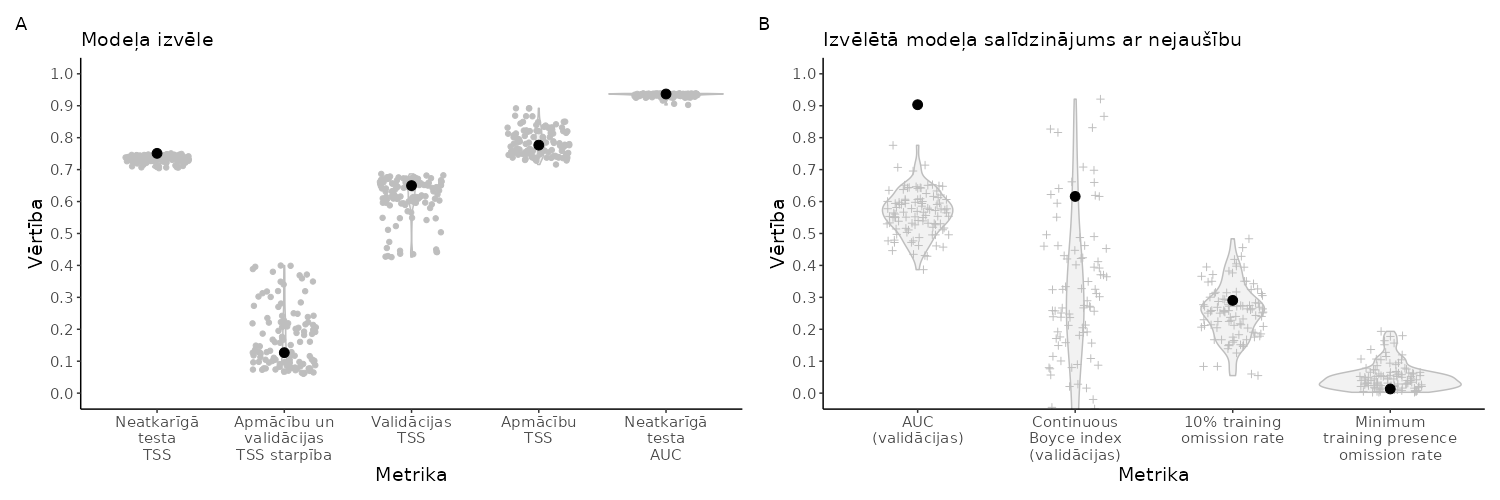 A
Modeļa izvēle
Vērtība
1.0
0.9
0.8
0.7
0.6
0.5
0.4
0.3
0.2
0.1
0.0
Neatkarīgā
testa
TSS
Apmācību un
validācijas
TSS starpība
Validācijas
TSS
Apmācību
TSS
Neatkarīgā
testa
AUC
Metrika
B
Izvēlētā modeļa salīdzinājums ar nejaušību
Vērtība
1.0
0.9
0.8
0.7
0.6
0.5
0.4
0.3
0.2
0.1
0.0
AUC
(validācijas)
Continuous
Boyce index
(validācijas)
10% training
omission rate
Minimum
training presence
omission rate
Metrika